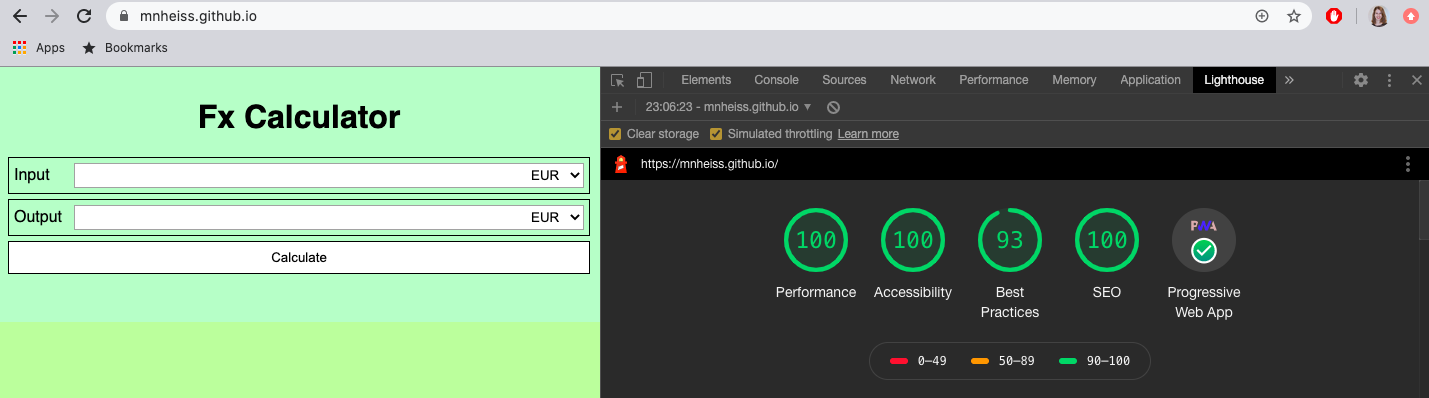 mnheiss.github.io
Apps Bookmarks
Fx Calculator
Input EUR
Output EUR
Calculate
Elements Console Sources Network Performance Memory Application Lighthouse »
23:06:23 - mnheiss.github.io
Clear storage Simulated throttling Learn more
https://mnheiss.github.io/
100 100 93 100 PWA
Performance Accessibility Best Practices SEO Progressive Web App
0–49 50–89 90–100